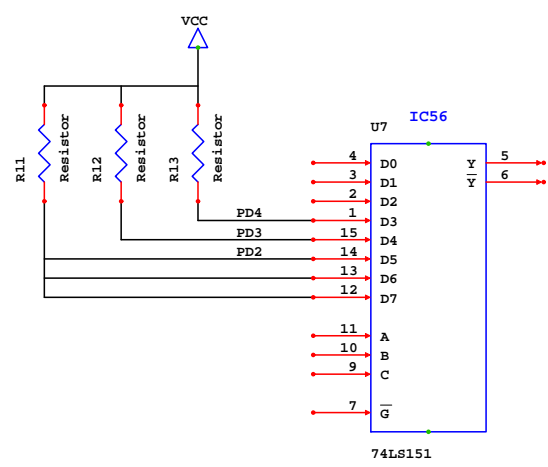 VCC
R11
Resistor
R12
Resistor
R13
Resistor
IC56
U7
4 D0 Y 5
3 D1 Y 6
2 D2
PD4 1 D3
PD3 15 D4
PD2 14 D5
13 D6
12 D7
11 A
10 B
9 C
7 G
74LS151